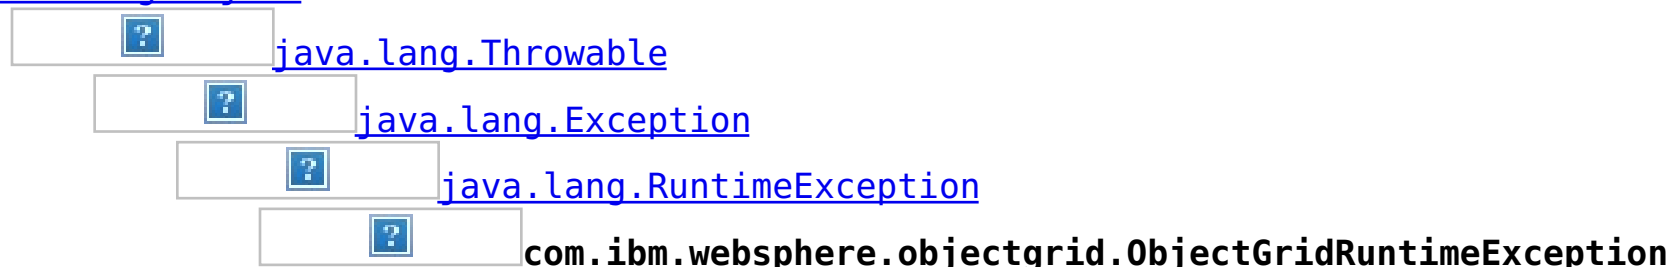 java.lang.Throwable
java.lang.Exception
java.lang.RuntimeException
com.ibm.websphere.objectgrid.ObjectGridRuntimeException